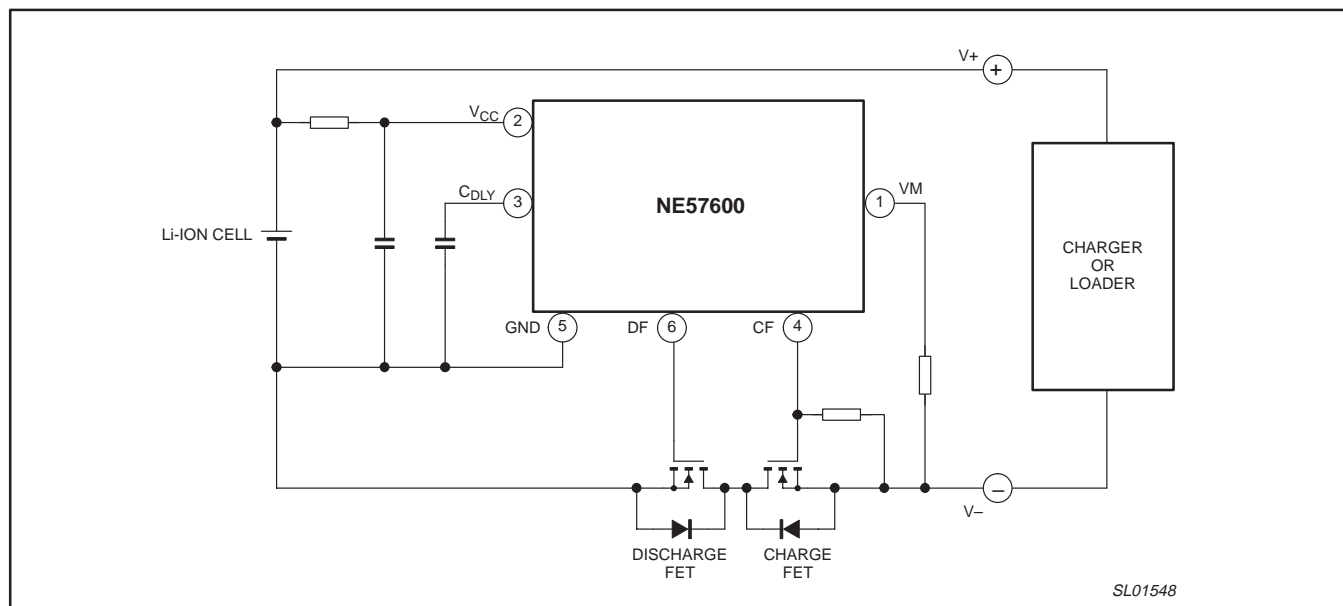 V+
+
VCC
2
CDLY
3
NE57600
1
VM
Li-ION CELL
CHARGER
OR
LOADER
GND
5
DF
6
CF
4
–
V–
DISCHARGE
FET
CHARGE
FET
SL01548